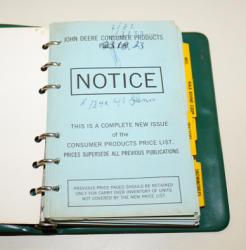 JOHN DEERE CONSUMER PRODUCTS
NOTICE
THIS IS A COMPLETE NEW ISSUE
of the
CONSUMER PRODUCTS PRICE LIST.
PRICES SUPERSEDE ALL PREVIOUS PUBLICATIONS
PREVIOUS PRICE PAGES SHOULD BE RETAINED
ONLY FOR CARRY OVER INVENTORY OF UNITS
NOT COVERED BY THE NEW PRICE LIST.